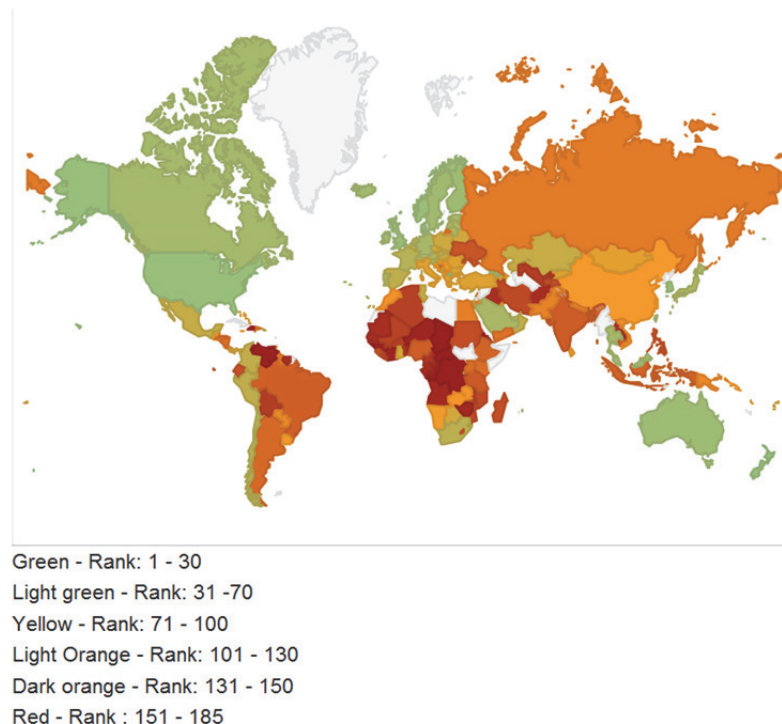 Green - Rank: 1 - 30
Light green - Rank: 31 -70
Yellow - Rank: 71 - 100
Light Orange - Rank: 101 - 130
Dark orange - Rank: 131 - 150
Red - Rank : 151 - 185